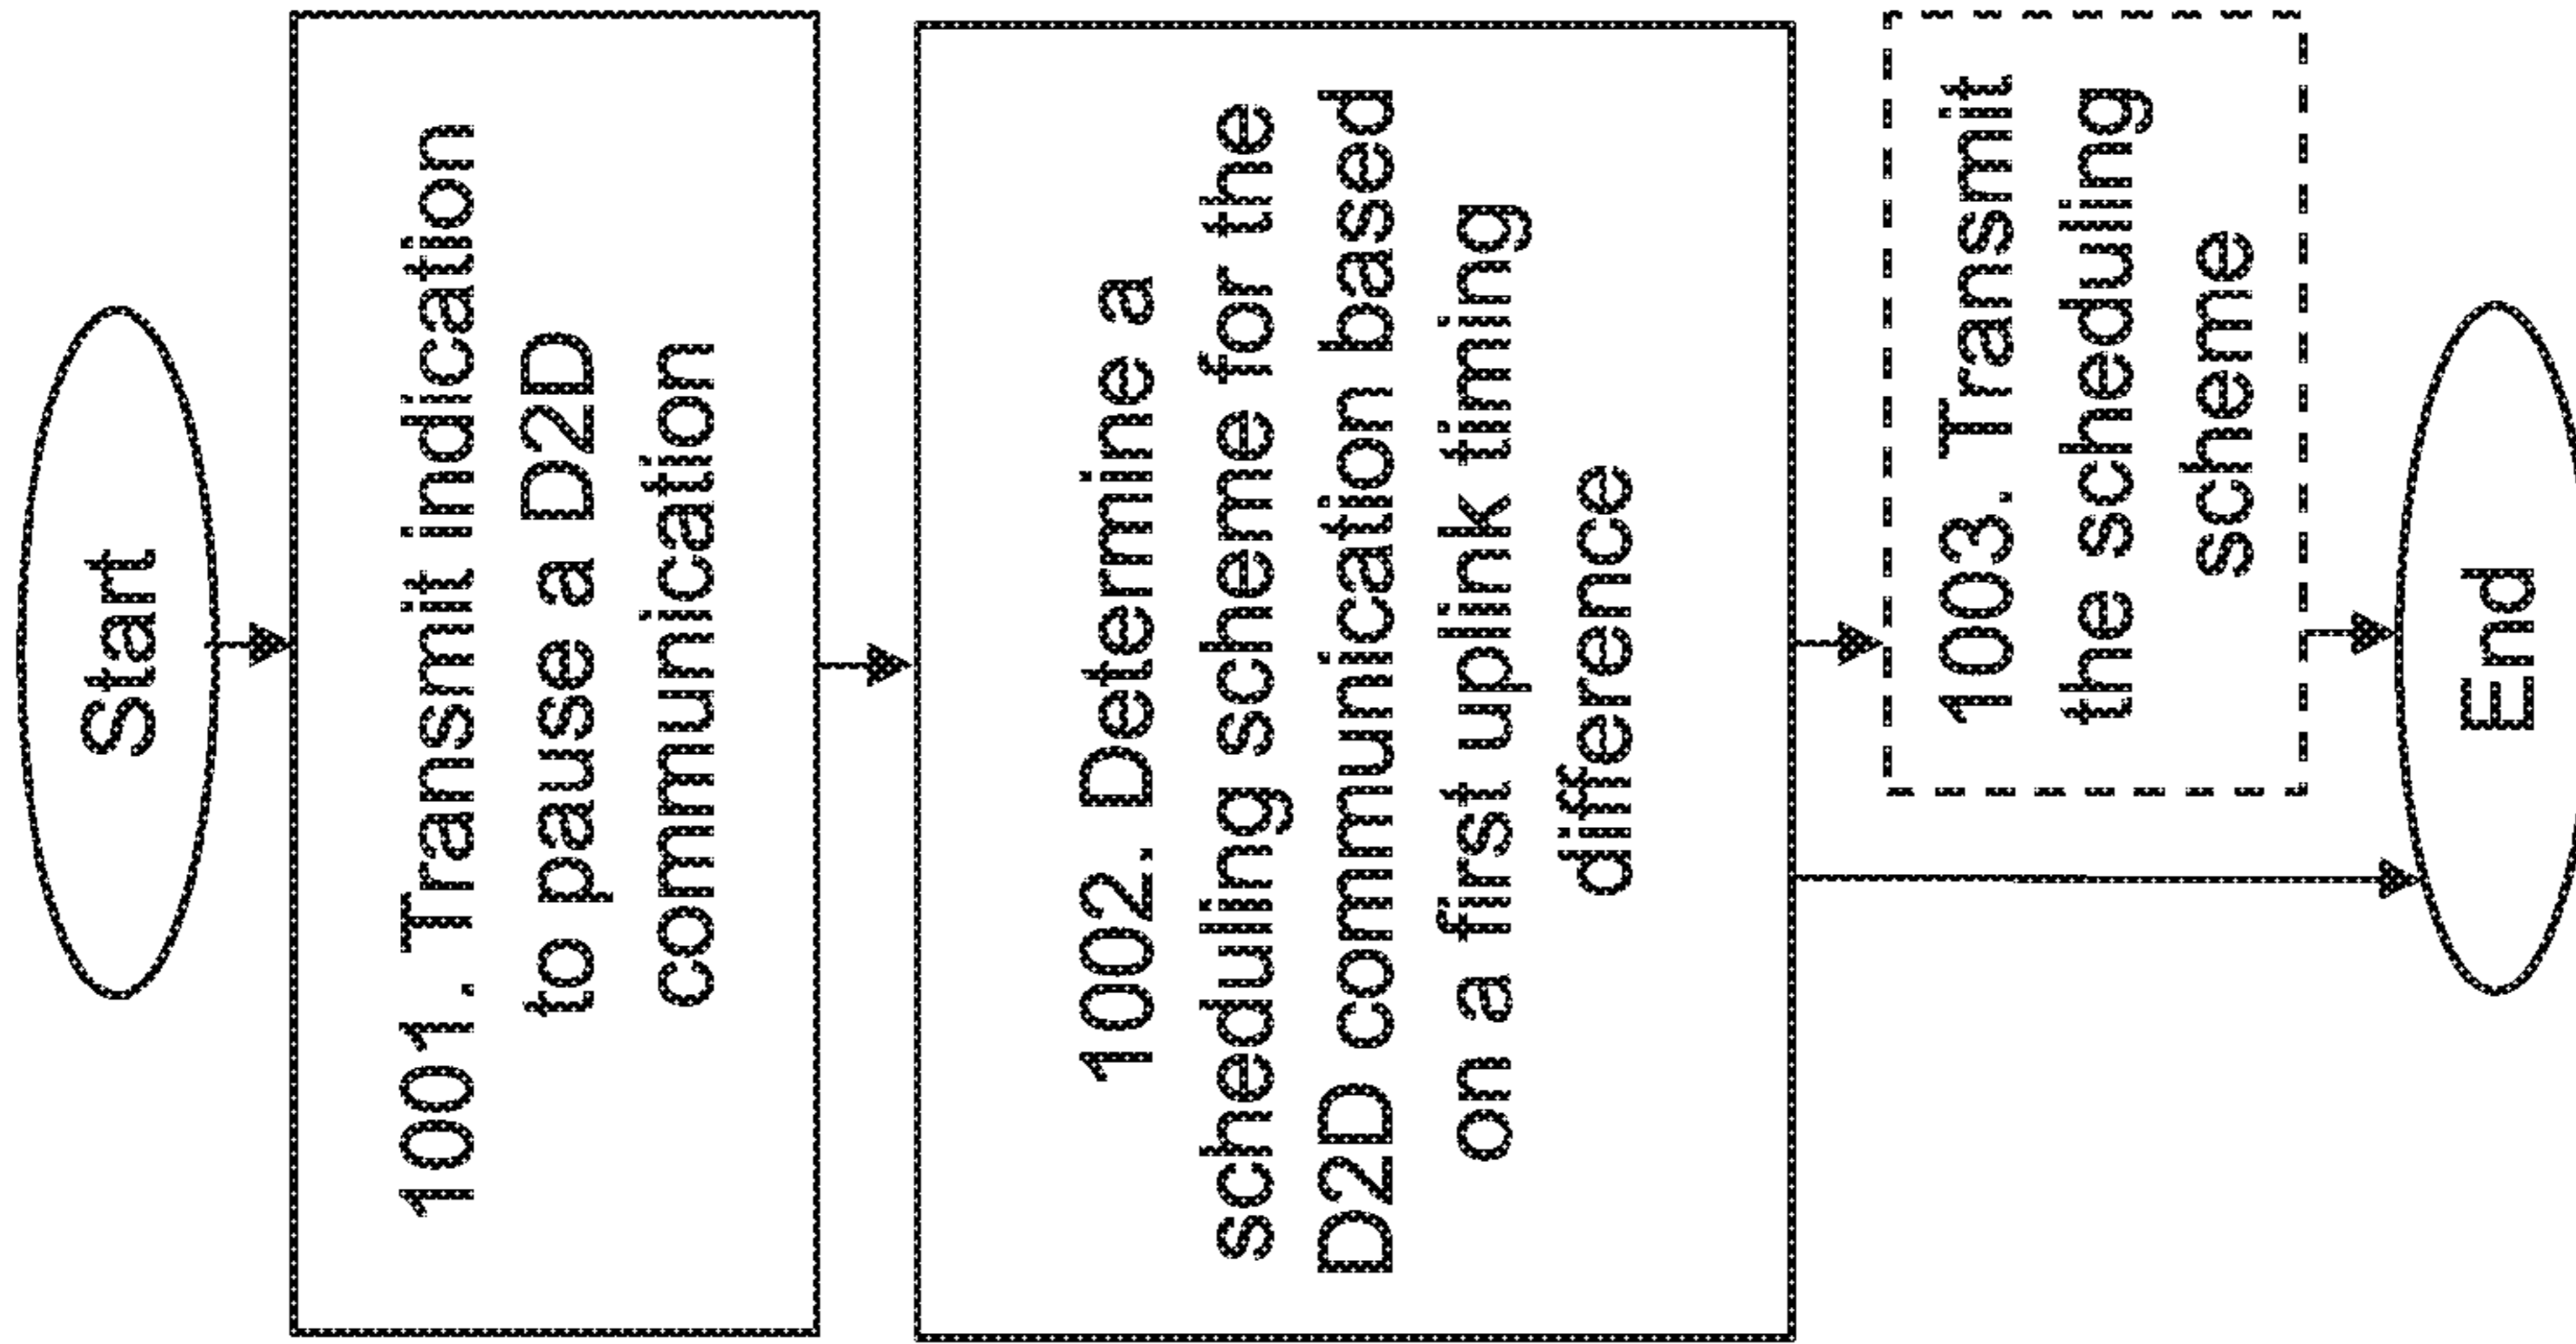 Start
1001. Transmit indication
to pause a D2D
communication
1002. Determine a
scheduling scheme for the
D2D communication based
on a first uplink timing
difference
1003. Transmit
the scheduling
scheme
End